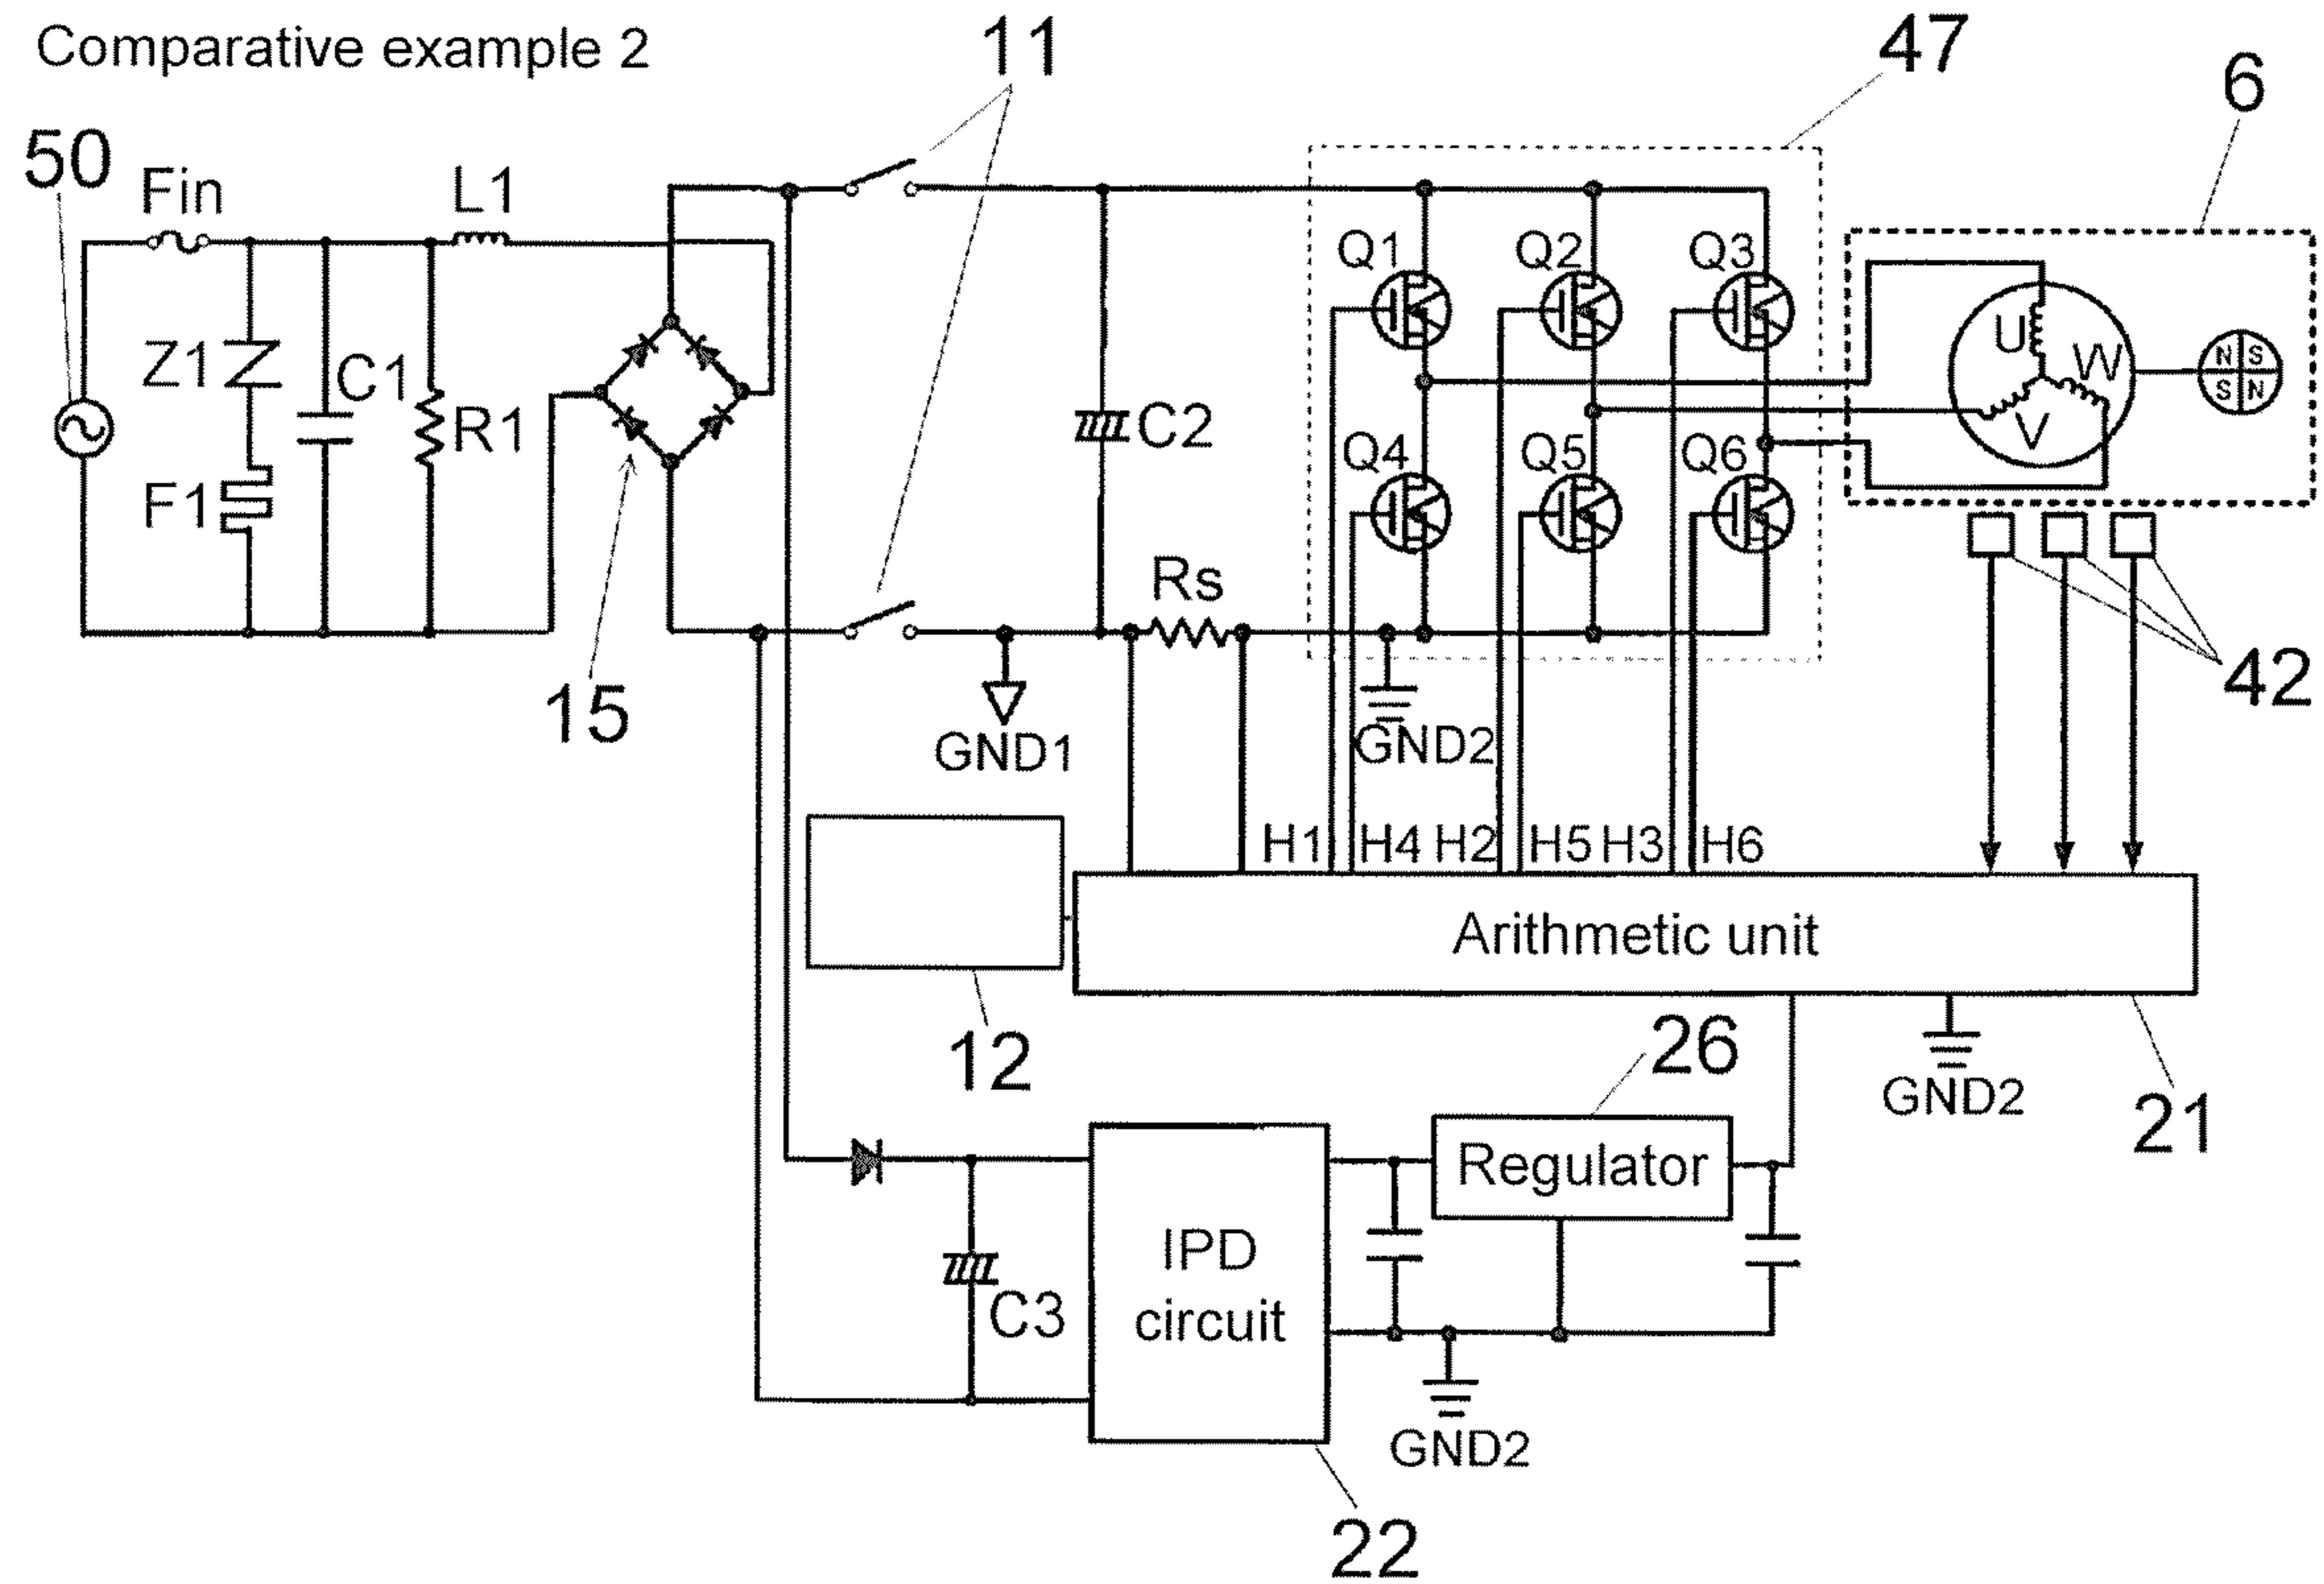 Comparative example 2
11
47
6
50
Fin
L1
Z1
C1
R1
F1
15
C2
Rs
GND1
Q1
Q2
Q3
Q4
Q5
Q6
U
W
V
N
S
S
N
42
GND2
H1
H4
H2
H5
H3
H6
Arithmetic unit
12
26
GND2
21
Regulator
IPD
circuit
C3
GND2
22